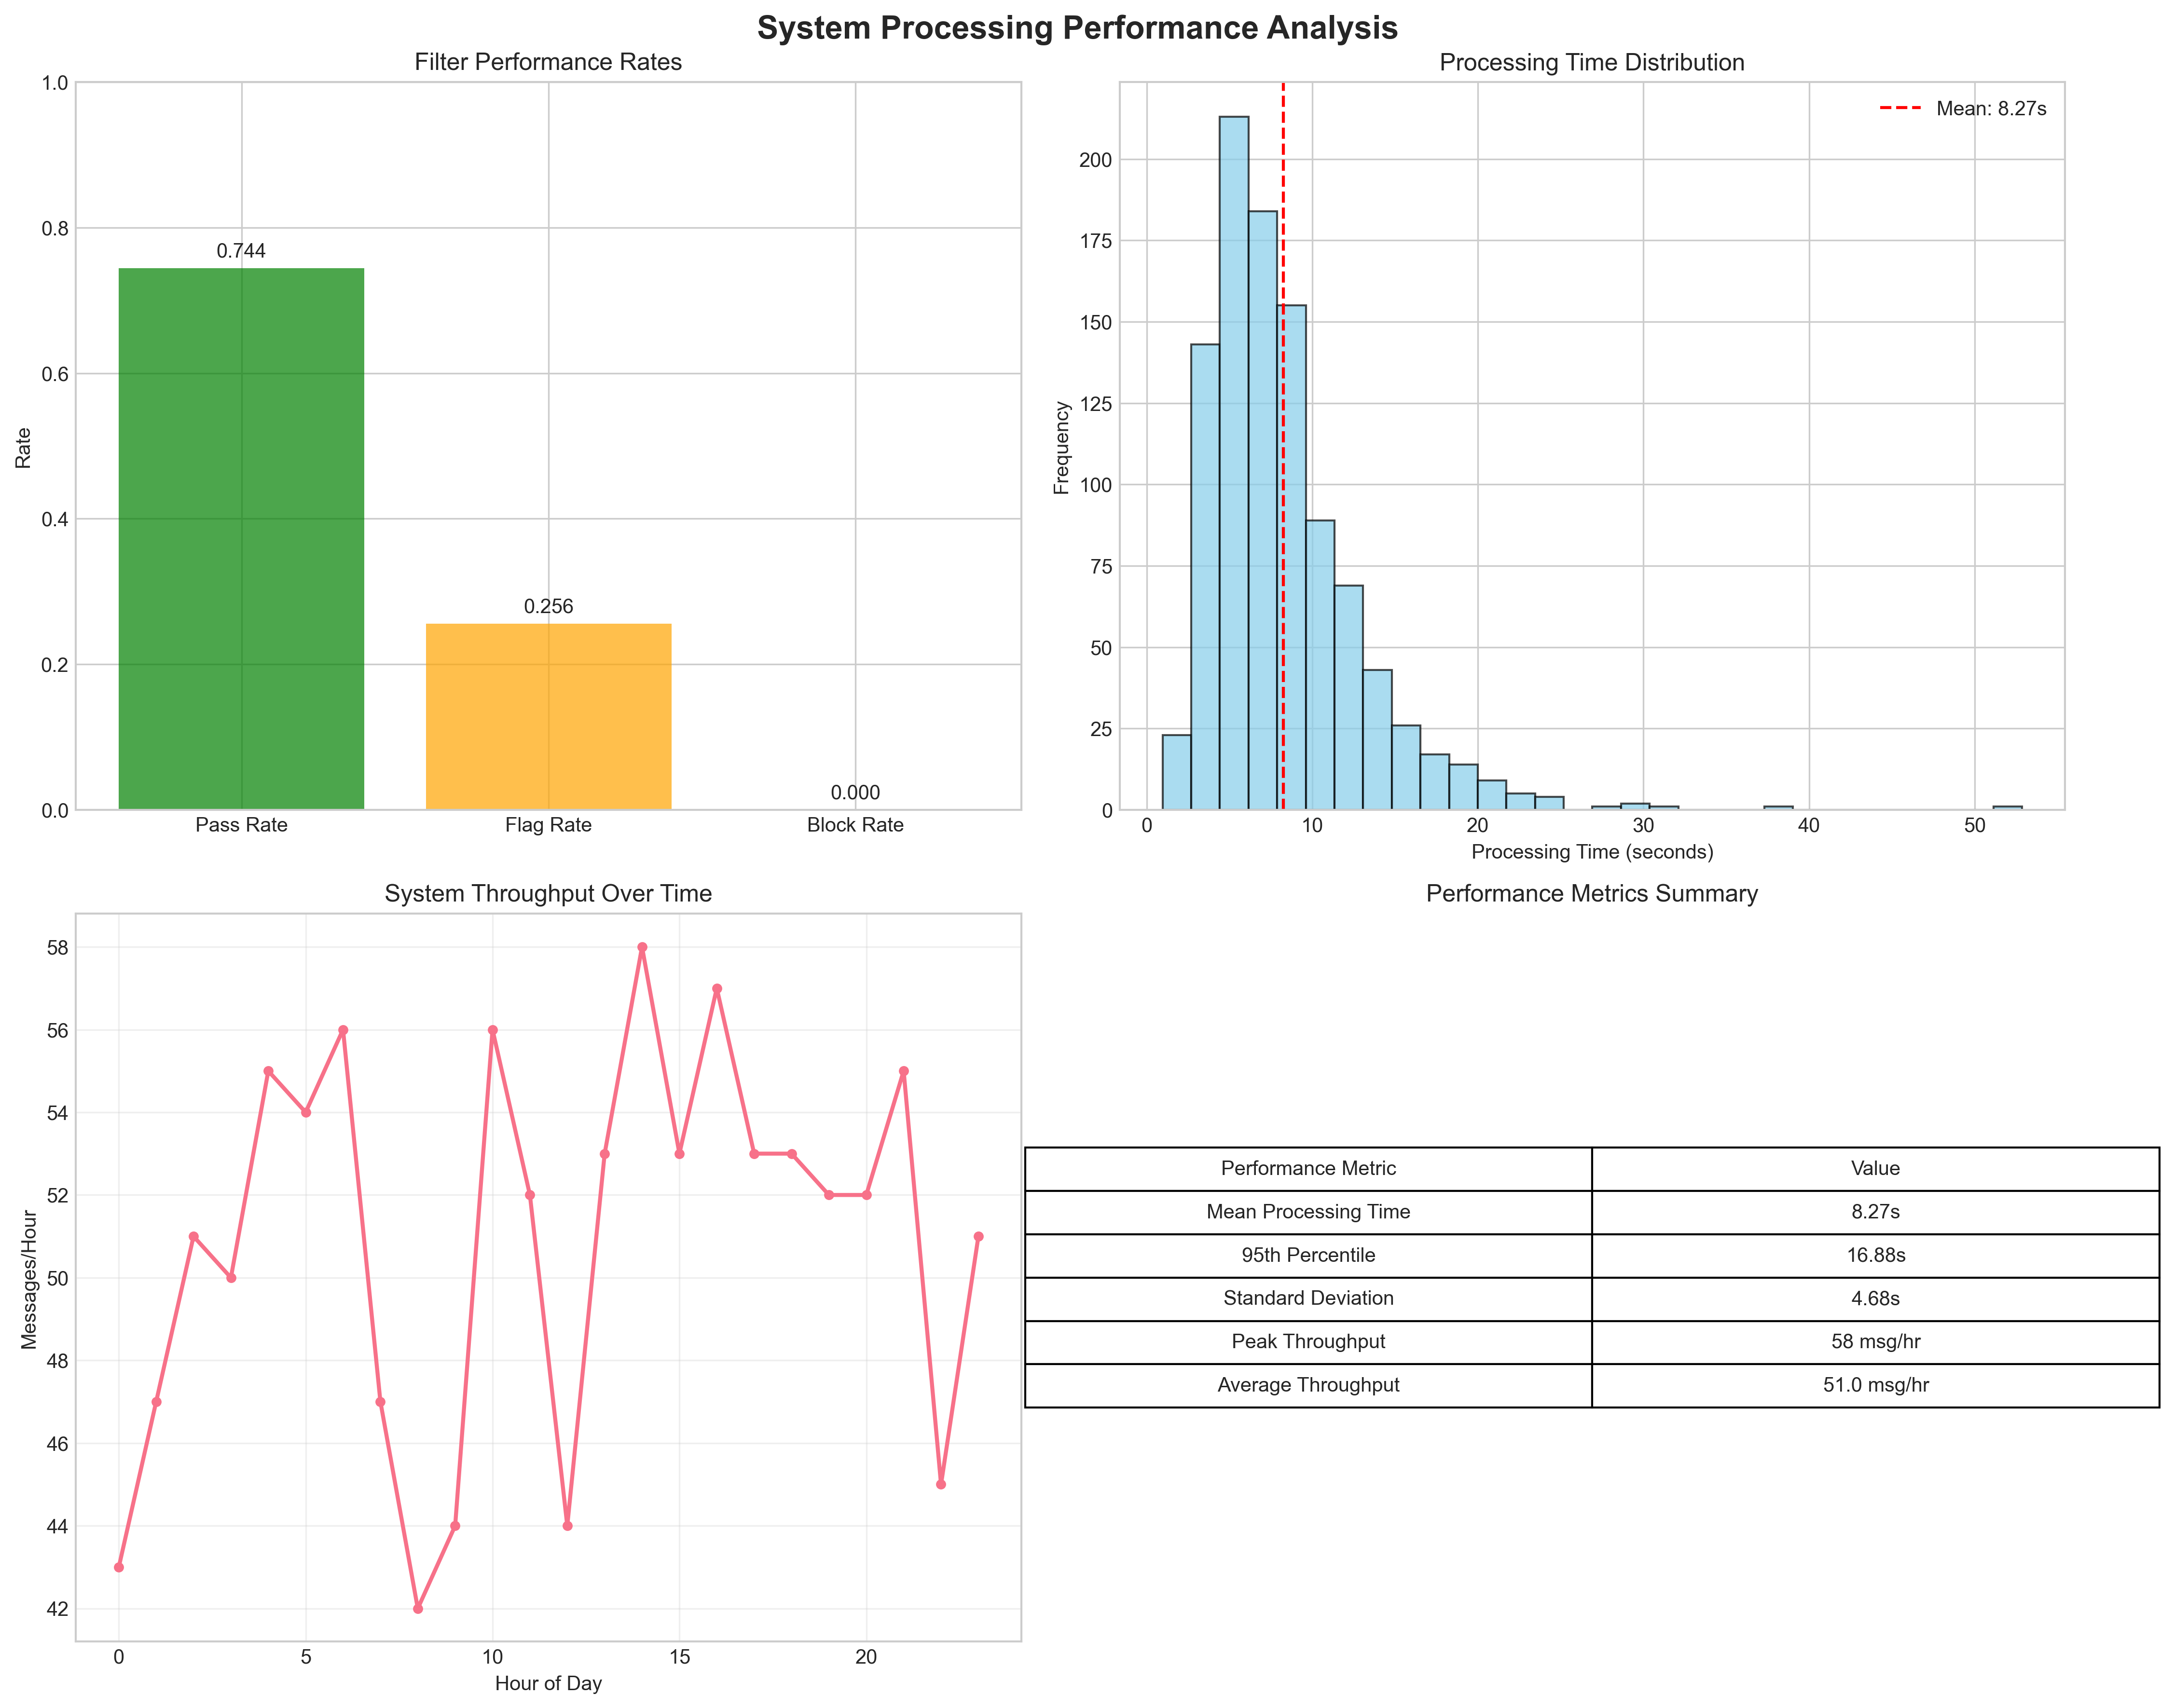 System Processing Performance Analysis
Filter Performance Rates
1.0
0.8
0.6
0.4
0.2
0.0
Rate
0.744
0.256
0.000
Pass Rate
Flag Rate
Block Rate
Processing Time Distribution
Mean: 8.27s
200
175
150
125
100
75
50
25
0
Frequency
0
10
20
30
40
50
Processing Time (seconds)
System Throughput Over Time
58
56
54
52
50
48
46
44
42
Messages/Hour
0
5
10
15
20
Hour of Day
Performance Metrics Summary
Performance Metric Value
Mean Processing Time 8.27s
95th Percentile 16.88s
Standard Deviation 4.68s
Peak Throughput 58 msg/hr
Average Throughput 51.0 msg/hr